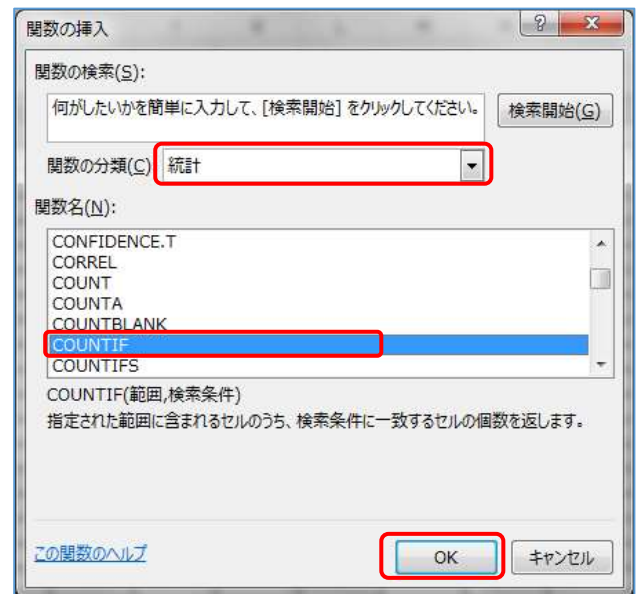 関数の挿入
関数の検索(S):
何がしたいかを簡単に入力して、[検索開始] をクリックしてください。
検索開始(G)
関数の分類(C)
統計
関数名(N):
CONFIDENCE.T
CORREL
COUNT
COUNTA
COUNTBLANK
COUNTIF
COUNTIFS
COUNTIF(範囲,検索条件)
指定された範囲に含まれるセルのうち、検索条件に一致するセルの個数を返します。
この関数のヘルプ
OK
キャンセル